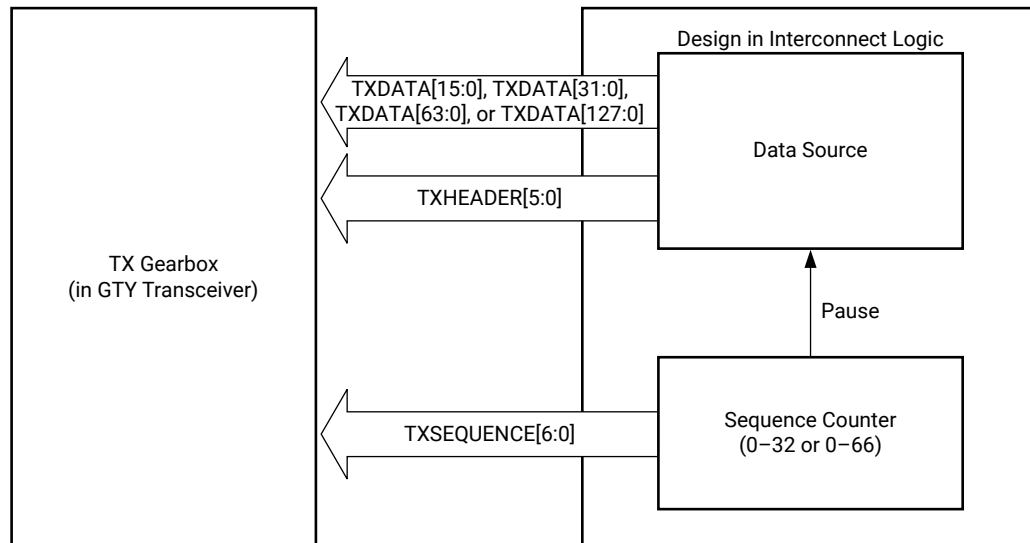 Design in Interconnect Logic
TXDATA[15:0], TXDATA[31:0],
TXDATA[63:0], or TXDATA[127:0]
Data Source
TXHEADER[5:0]
TX Gearbox
(in GTY Transceiver)
Pause
TXSEQUENCE[6:0]
Sequence Counter
(0–32 or 0–66)